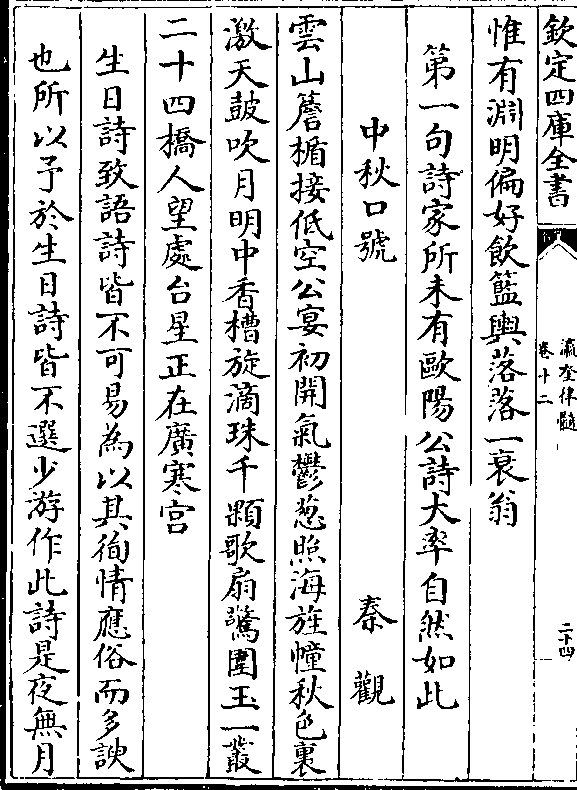 欽定四庫全書
瀛奎律髓
卷十二
二十四
惟有淵明偏好飲籃輿落落一衰翁
第一句詩家所未有歐陽公詩大率自然如此
中秋口號 秦觀
雲山簷楯接低空公宴初開氣鬱葱照海旌幢秋色裏
激天鼓吹月明中香槽旋滴珠千顆歌扇驚圍玉一叢
二十四橋人望處台星正在廣寒宫
生日詩致語詩皆不可易為以其徇情應俗而多諛
也所以予於生日詩皆不選少游作此詩是夜無月